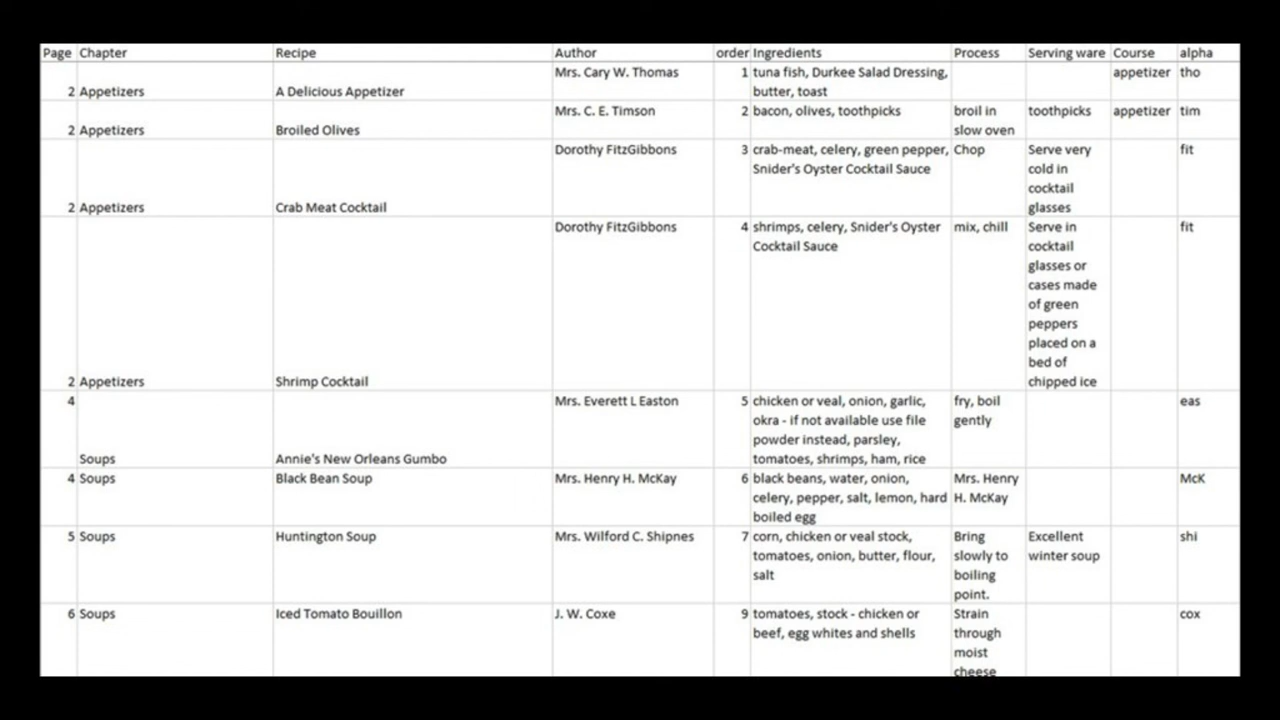 Page Chapter Recipe Author order Ingredients Process Serving ware Course alpha
Mrs. Cary W. Thomas 1 tuna fish, Durkee Salad Dressing, appetizer tho
2 Appetizers A Delicious Appetizer butter, toast
Mrs. C. E. Timson 2 bacon, olives, toothpicks broil in toothpicks appetizer tim
2 Appetizers Broiled Olives slow oven
Dorothy FitzGibbons 3 crab-meat, celery, green pepper, Chop Serve very fit
Snider's Oyster Cocktail Sauce cold in
cocktail
2 Appetizers Crab Meat Cocktail glasses
Dorothy FitzGibbons 4 shrimps, celery, Snider's Oyster mix, chill Serve in fit
Cocktail Sauce cocktail
glasses or
cases made
of green
peppers
placed on a
bed of
2 Appetizers Shrimp Cocktail chipped ice
4 Mrs. Everett L Easton 5 chicken or veal, onion, garlic, fry, boil eas
okra - if not available use file gently
powder instead, parsley,
Soups Annie's New Orleans Gumbo tomatoes, shrimps, ham, rice
4 Soups Black Bean Soup Mrs. Henry H. McKay 6 black beans, water, onion, Mrs. Henry McK
celery, pepper, salt, lemon, hard H. McKay
boiled egg
5 Soups Huntington Soup Mrs. Wilford C. Shipnes 7 corn, chicken or veal stock, Bring Excellent shi
tomatoes, onion, butter, flour, slowly to winter soup
salt boiling
point.
6 Soups Iced Tomato Bouillon J. W. Coxe 9 tomatoes, stock - chicken or Strain cox
beef, egg whites and shells through
moist
cheese